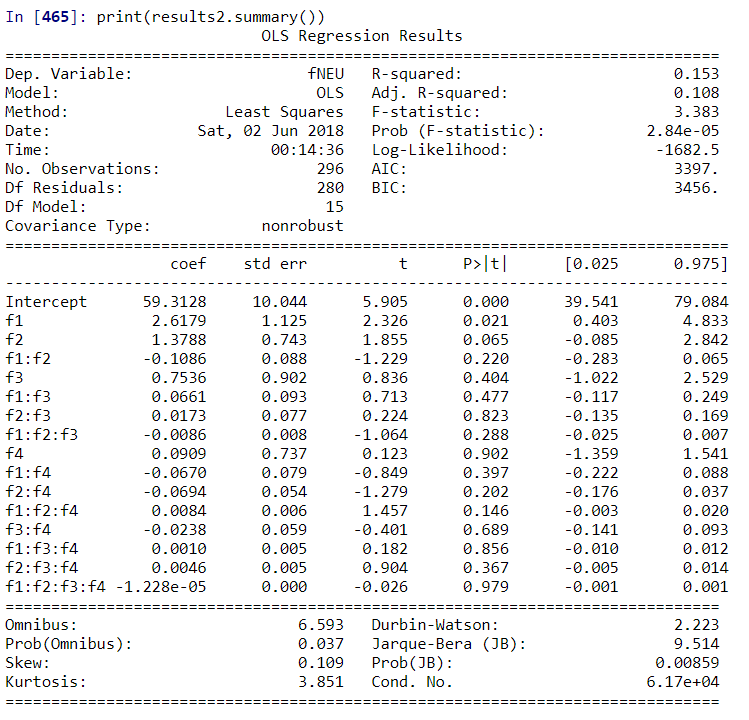 In [465]: print(results2.summary())
                            OLS Regression Results
==============================================================================
Dep. Variable:                   fNEU   R-squared:                       0.153
Model:                            OLS   Adj. R-squared:                  0.108
Method:                 Least Squares   F-statistic:                     3.383
Date:                Sat, 02 Jun 2018   Prob (F-statistic):           2.84e-05
Time:                        00:14:36   Log-Likelihood:                -1682.5
No. Observations:                 296   AIC:                             3397.
Df Residuals:                     280   BIC:                             3456.
Df Model:                          15
Covariance Type:            nonrobust
===============================================================================
                  coef    std err          t      P>|t|      [0.025      0.975]
-------------------------------------------------------------------------------
Intercept      59.3128     10.044      5.905      0.000      39.541      79.084
f1              2.6179      1.125      2.326      0.021       0.403       4.833
f2              1.3788      0.743      1.855      0.065      -0.085       2.842
f1:f2          -0.1086      0.088     -1.229      0.220      -0.283       0.065
f3              0.7536      0.902      0.836      0.404      -1.022       2.529
f1:f3           0.0661      0.093      0.713      0.477      -0.117       0.249
f2:f3           0.0173      0.077      0.224      0.823      -0.135       0.169
f1:f2:f3       -0.0086      0.008     -1.064      0.288      -0.025       0.007
f4              0.0909      0.737      0.123      0.902      -1.359       1.541
f1:f4          -0.0670      0.079     -0.849      0.397      -0.222       0.088
f2:f4          -0.0694      0.054     -1.279      0.202      -0.176       0.037
f1:f2:f4        0.0084      0.006      1.457      0.146      -0.003       0.020
f3:f4          -0.0238      0.059     -0.401      0.689      -0.141       0.093
f1:f3:f4        0.0010      0.005      0.182      0.856      -0.010       0.012
f2:f3:f4        0.0046      0.005      0.904      0.367      -0.005       0.014
f1:f2:f3:f4 -1.228e-05      0.000     -0.026      0.979      -0.001       0.001
==============================================================================
Omnibus:                        6.593   Durbin-Watson:                   2.223
Prob(Omnibus):                  0.037   Jarque-Bera (JB):                9.514
Skew:                           0.109   Prob(JB):                      0.00859
Kurtosis:                       3.851   Cond. No.                     6.17e+04
==============================================================================